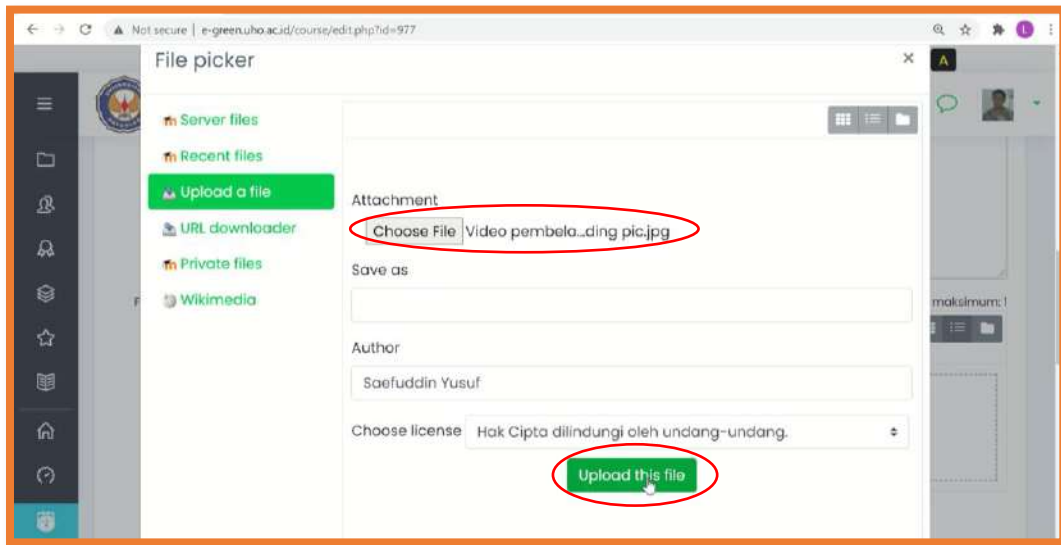 Not secure | e-green.uho.ac.id/course/edit.php?id=977
L
File picker
A
Server files
Recent files
Upload a file
URL downloader
Private files
Wikimedia
Attachment
Choose File Video pembela...ding pic.jpg
Save as
maksimum: 1
Author
Saefuddin Yusuf
Choose license Hak Cipta dilindungi oleh undang-undang.
Upload this file